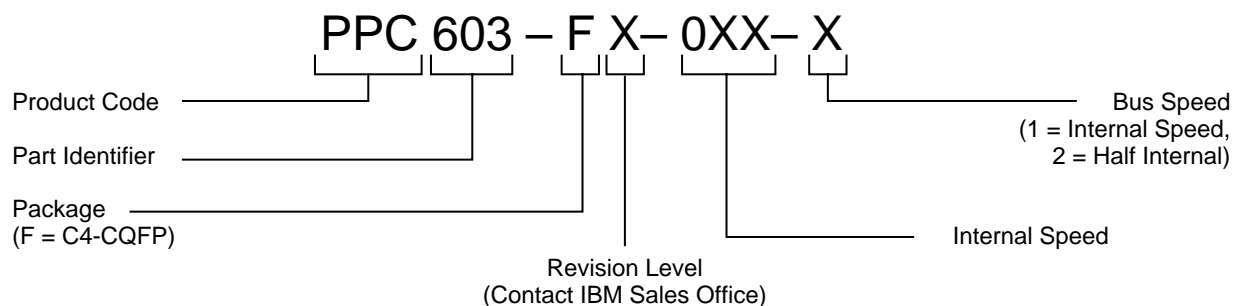 PPC 603 – F X – 0XX – X
Product Code
Bus Speed
(1 = Internal Speed,
2 = Half Internal)
Part Identifier
Package
(F = C4-CQFP)
Internal Speed
Revision Level
(Contact IBM Sales Office)